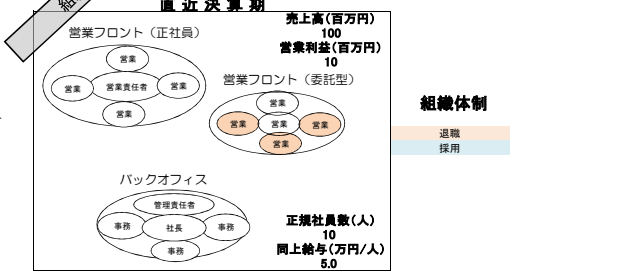 直近決算期
売上高(百万円)
100
営業利益(百万円)
10
営業フロント（正社員）
営業
営業
営業責任者
営業
営業
営業フロント（委託型）
営業
営業
営業
営業
営業
組織体制
退職
採用
バックオフィス
管理責任者
事務
社長
事務
事務
正規社員数(人)
10
同上給与(万円/人)
5.0